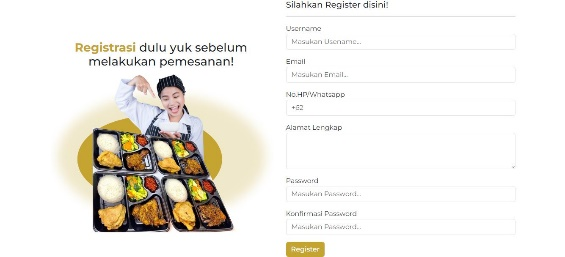 Registrasi dulu yuk sebelum
melakukan pemesanan!
Silahkan Register disini!
Username
Masukan Usename...
Email
Masukan Email...
No.HP/Whatsapp
+62
Alamat Lengkap
Password
Masukan Password...
Konfirmasi Password
Masukan Password...
Register